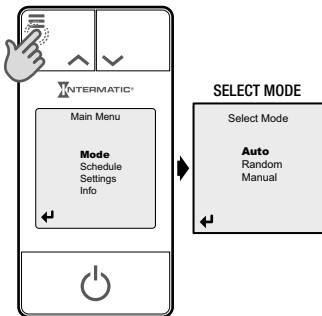 INTERMATIC®
Main Menu
Mode
Schedule
Settings
Info
SELECT MODE
Select Mode
Auto
Random
Manual